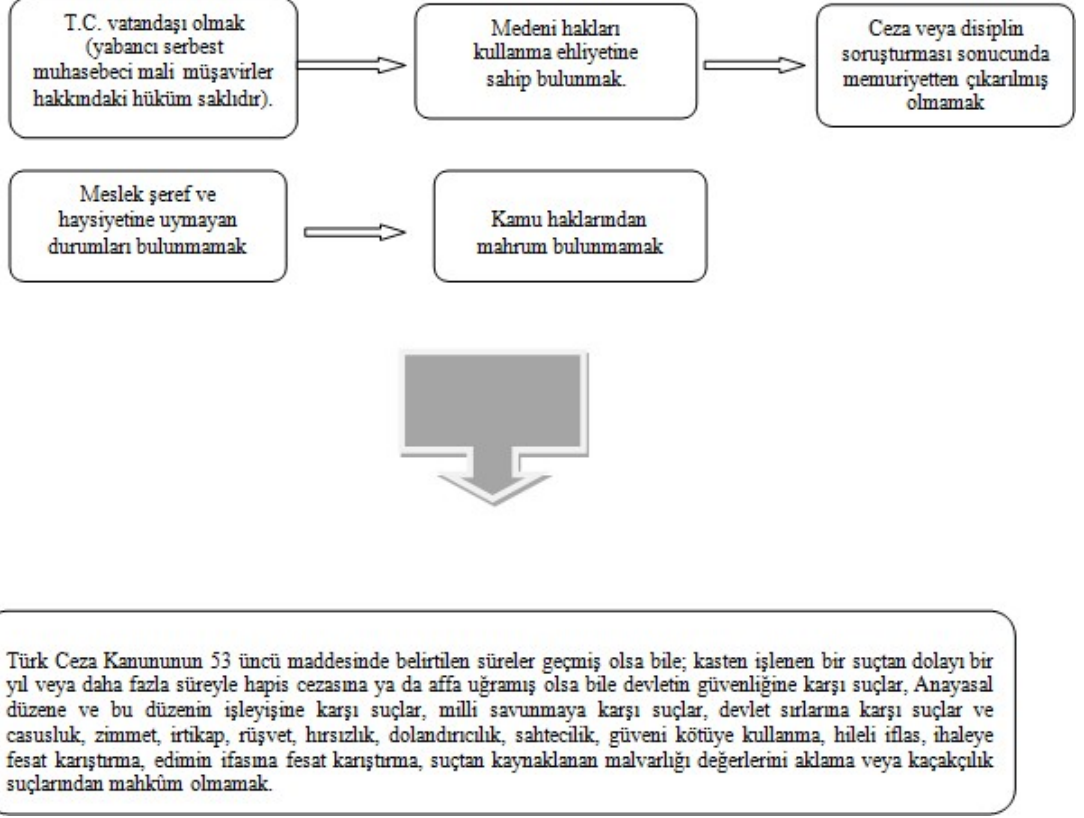 T.C. vatandaşı olmak
(yabancı serbest
muhasebeci mali müşavirler
hakkındaki hüküm saklıdır).
Medeni hakları
kullanma ehliyetine
sahip bulunmak.
Ceza veya disiplin
soruşturması sonucunda
memuriyetten çıkarılmış
olmamak
Meslek şeref ve
haysiyetine uymayan
durumları bulunmamak
Kamu haklarından
mahrum bulunmamak
Türk Ceza Kanununun 53 üncü maddesinde belirtilen süreler geçmiş olsa bile; kasten işlenen bir suçtan dolayı bir
yıl veya daha fazla süreyle hapis cezasına ya da affa uğramış olsa bile devletin güvenliğine karşı suçlar, Anayasal
düzene ve bu düzenin işleyişine karşı suçlar, milli savunmaya karşı suçlar, devlet sırlarına karşı suçlar ve
casusluk, zimmet, irtikap, rüşvet, hırsızlık, dolandırıcılık, sahtecilik, güveni kötüye kullanma, hileli iflas, ihaleye
fesat karıştırma, edimin ifasına fesat karıştırma, suçtan kaynaklanan malvarlığı değerlerini aklama veya kaçakçılık
suçlarından mahkûm olmamak.